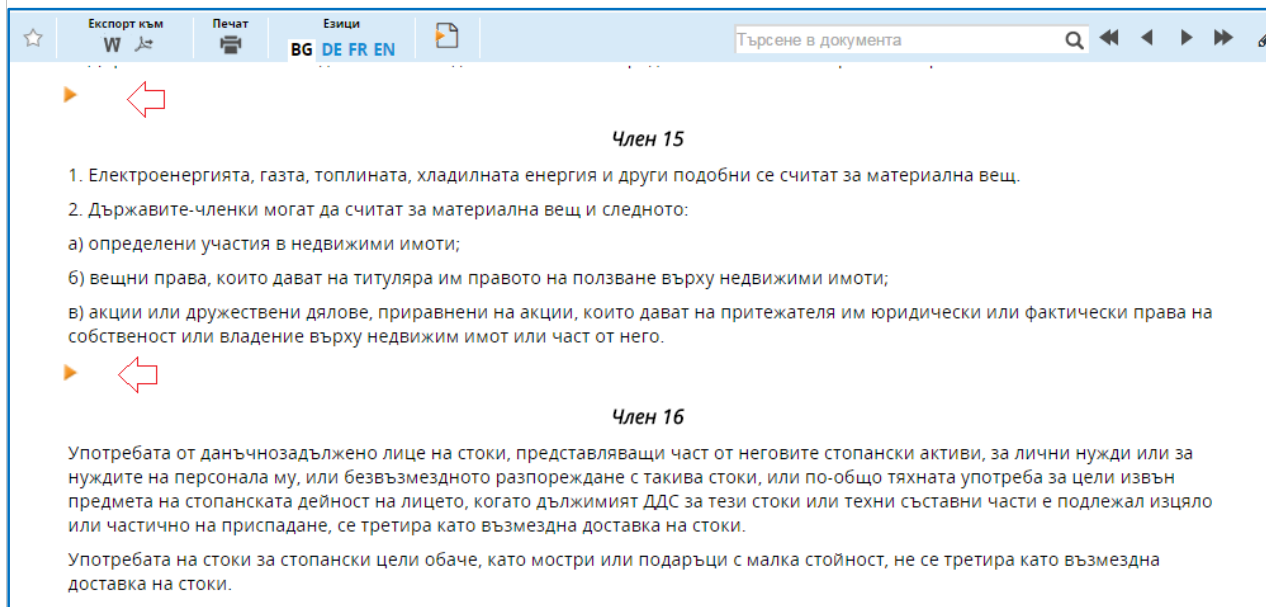 Експорт към
Печат
Езици
BG DE FR EN
Търсене в документа
Член 15
1. Електроенергията, газта, топлината, хладилната енергия и други подобни се считат за материална вещ.
2. Държавите-членки могат да считат за материална вещ и следното:
а) определени участия в недвижими имоти;
б) вещни права, които дават на титуляра им правото на ползване върху недвижими имоти;
в) акции или дружествени дялове, приравнени на акции, които дават на притежателя им юридически или фактически права на
собственост или владение върху недвижим имот или част от него.
Член 16
Употребата от данъчнозадължено лице на стоки, представляващи част от неговите стопански активи, за лични нужди или за
нуждите на персонала му, или безвъзмездното разпореждане с такива стоки, или по-общо тяхната употреба за цели извън
предмета на стопанската дейност на лицето, когато дължимият ДДС за тези стоки или техни съставни части е подлежал изцяло
или частично на приспадане, се третира като възмездна доставка на стоки.
Употребата на стоки за стопански цели обаче, като мостри или подаръци с малка стойност, не се третира като възмездна
доставка на стоки.